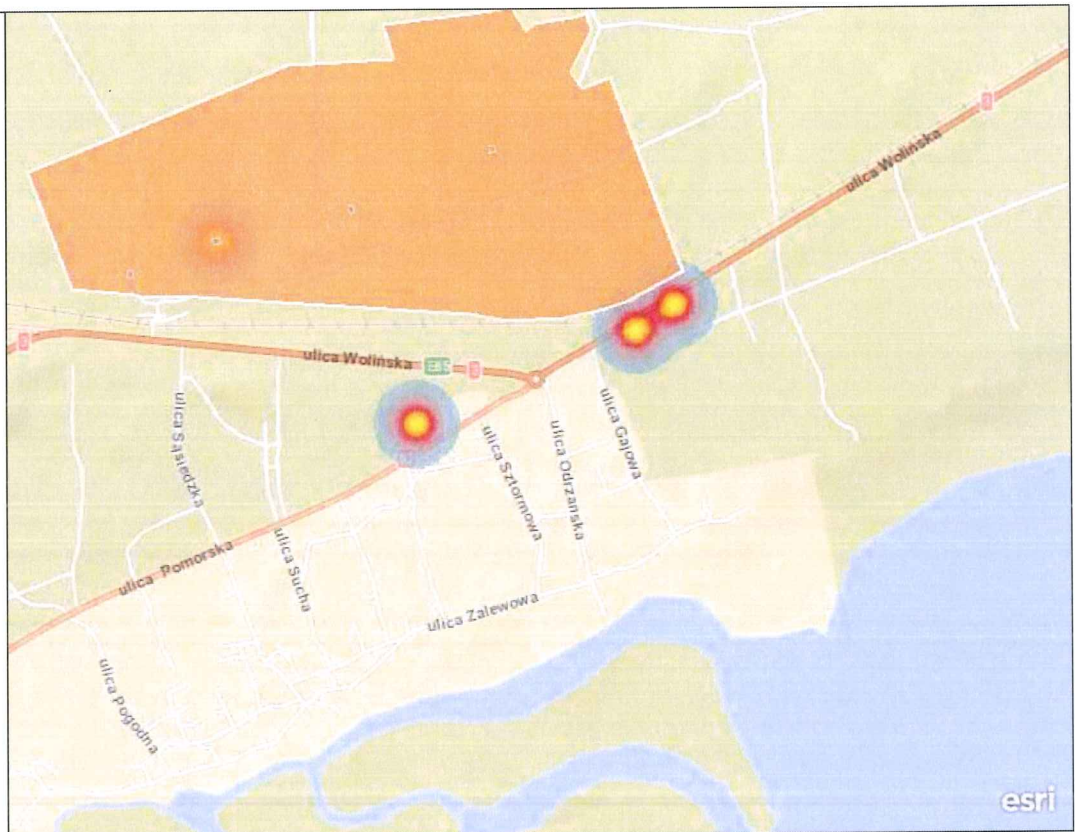 ulica Wolińska
ulica Wolińska
ulica Sąsiedzka
ulica Sztormowa
ulica Odrzańska
ulica Gajowa
ulica Pomorska
ulica Sucha
ulica Zalewowa
ulica Pogodna
esri